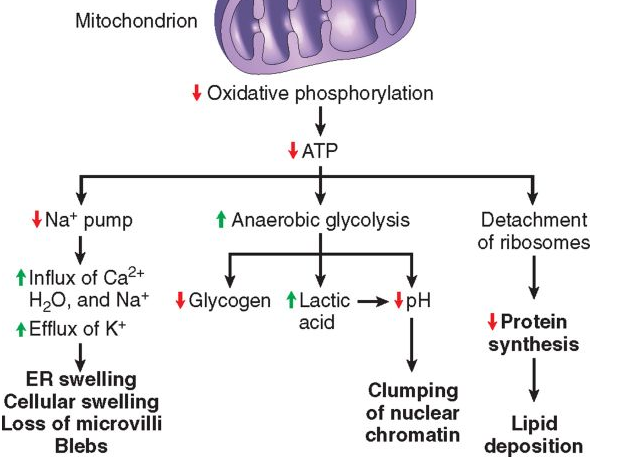 Mitochondrion
↓ Oxidative phosphorylation
↓ ATP
↓ Na⁺ pump
↑ Influx of Ca²⁺
H₂O, and Na⁺
↑ Efflux of K⁺
ER swelling
Cellular swelling
Loss of microvilli
Blebs
↑ Anaerobic glycolysis
↓ Glycogen
↑ Lactic
acid
↓ pH
Clumping
of nuclear
chromatin
Detachment
of ribosomes
↓ Protein
synthesis
Lipid
deposition